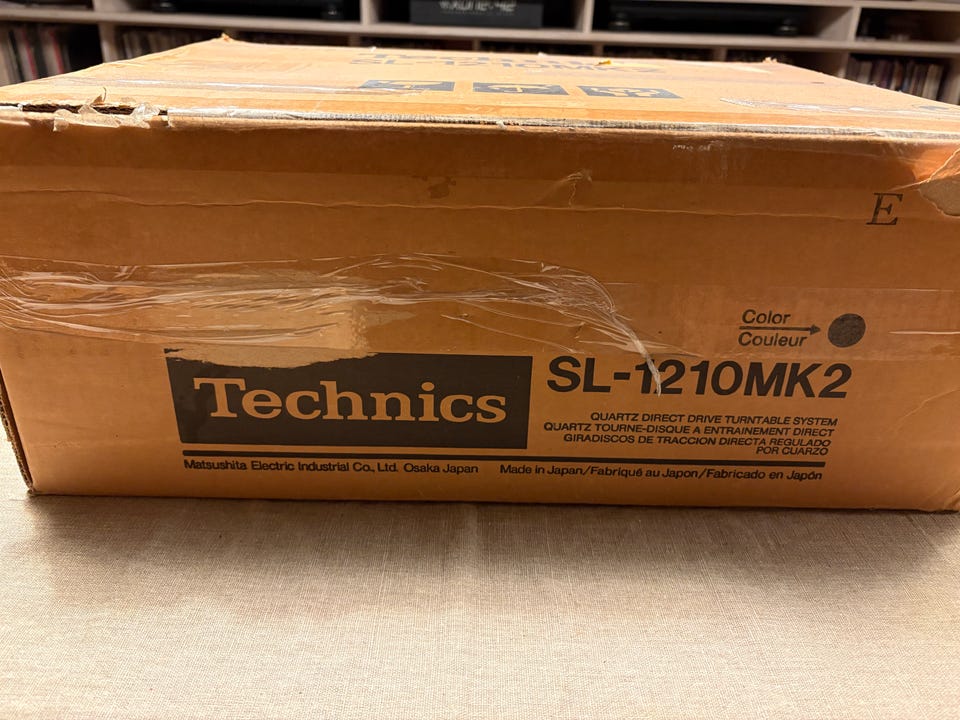 E
Color
Couleur
Technics
SL-1210MK2
QUARTZ DIRECT DRIVE TURNTABLE SYSTEM
QUARTZ TOURNE-DISQUE A ENTRAINEMENT DIRECT
GIRADISCOS DE TRACCION DIRECTA REGULADO
POR CUARZO
Matsushita Electric Industrial Co., Ltd. Osaka Japan
Made in Japan/Fabriqué au Japon/Fabricado en Japón